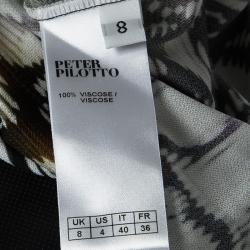 8
PETER
PILOTTO
100% VISCOSE /
VISCOSE
UK US IT FR
8 4 40 36